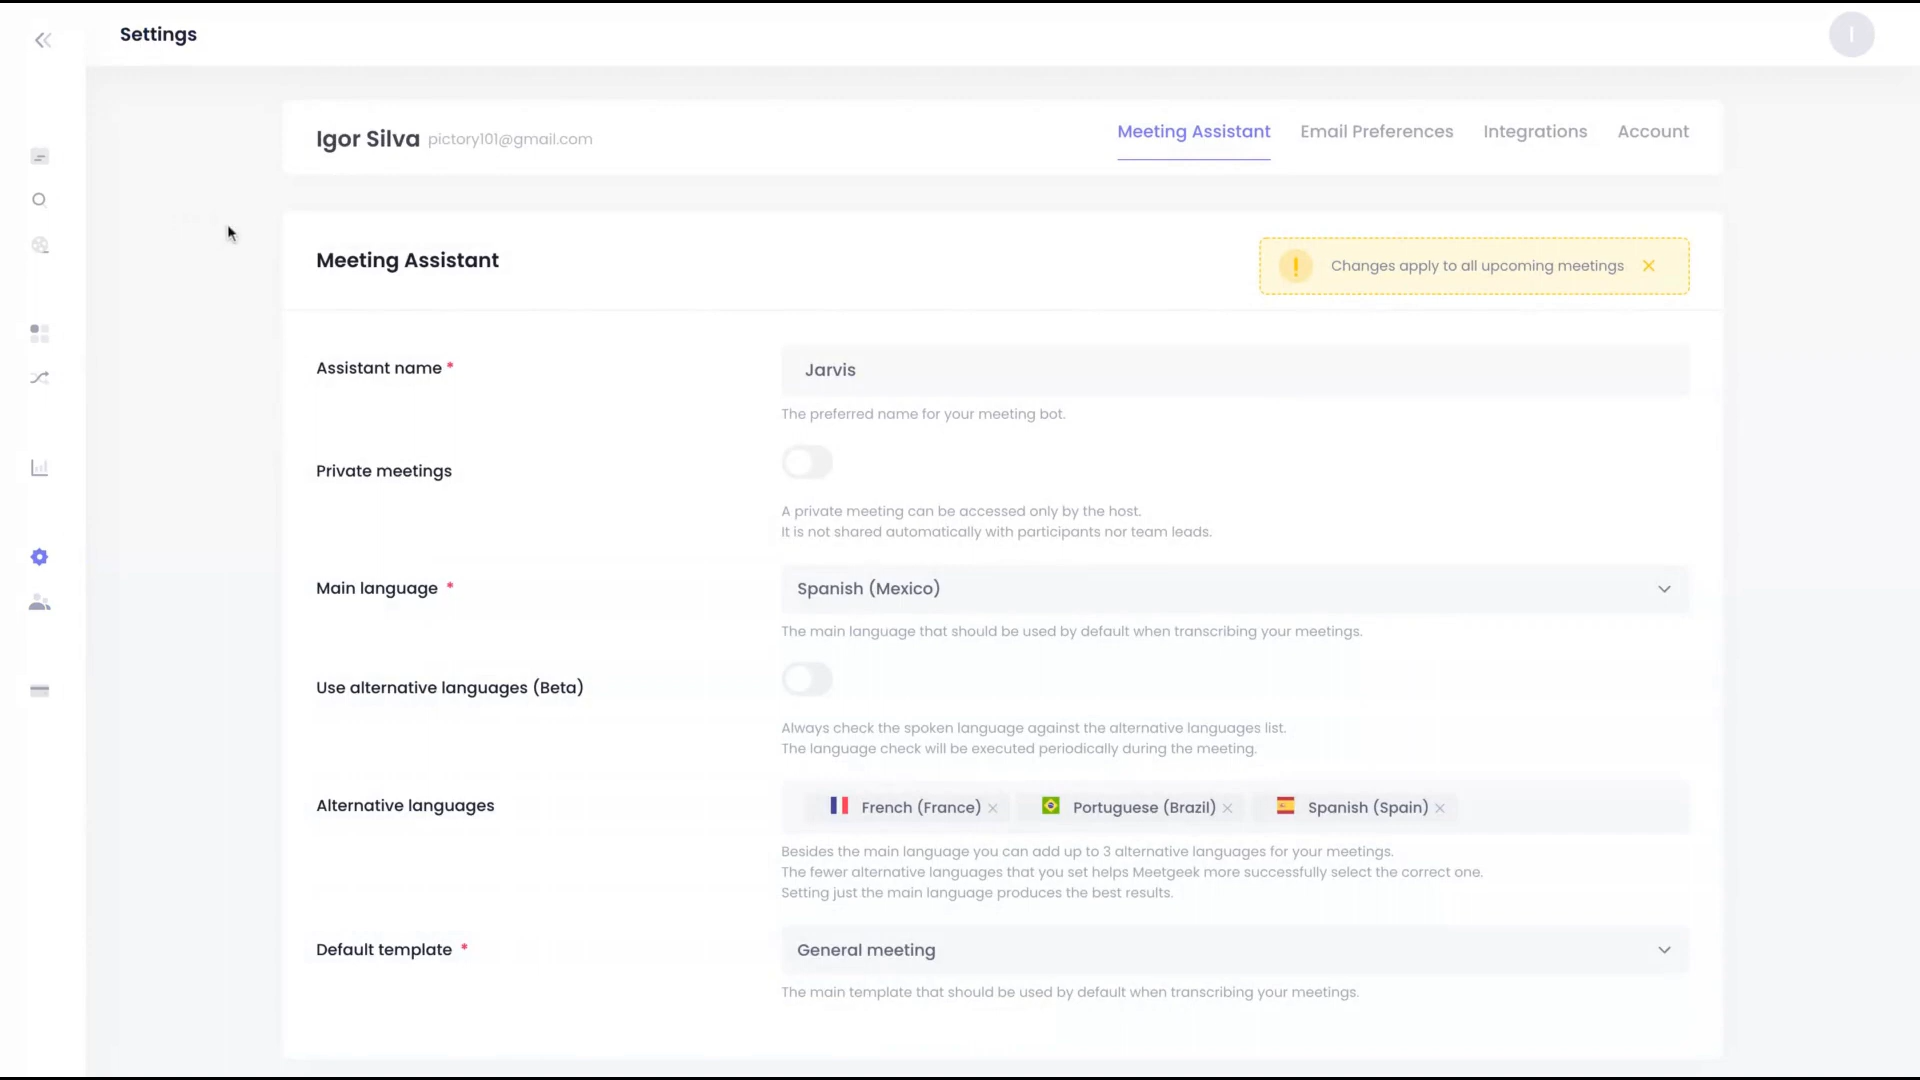 Settings
I
Igor Silva pictory101@gmail.com
Meeting Assistant Email Preferences Integrations Account
Meeting Assistant
! Changes apply to all upcoming meetings
Assistant name *
Jarvis
The preferred name for your meeting bot.
Private meetings
A private meeting can be accessed only by the host.
It is not shared automatically with participants nor team leads.
Main language *
Spanish (Mexico)
The main language that should be used by default when transcribing your meetings.
Use alternative languages (Beta)
Always check the spoken language against the alternative languages list.
The language check will be executed periodically during the meeting.
Alternative languages
French (France) Portuguese (Brazil) Spanish (Spain)
Besides the main language you can add up to 3 alternative languages for your meetings.
The fewer alternative languages that you set helps Meetgeek more successfully select the correct one.
Setting just the main language produces the best results.
Default template *
General meeting
The main template that should be used by default when transcribing your meetings.